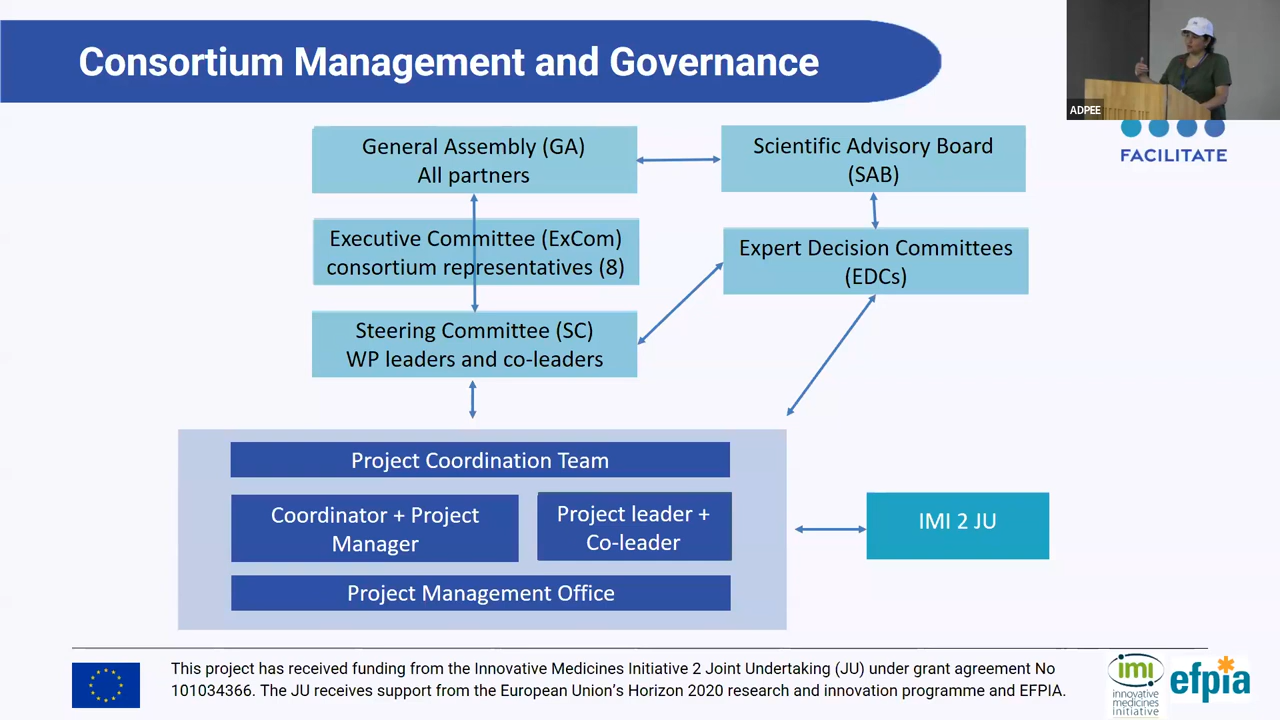 Consortium Management and Governance
ADPEE
FACILITATE
General Assembly (GA)
All partners
Scientific Advisory Board
(SAB)
Executive Committee (ExCom)
consortium representatives (8)
Expert Decision Committees
(EDCs)
Steering Committee (SC)
WP leaders and co-leaders
Project Coordination Team
Coordinator + Project
Manager
Project leader +
Co-leader
IMI 2 JU
Project Management Office
This project has received funding frm the Innovative Medicines Initiative 2 Joint Undertaking (JU) under grant agreement No
101034366. The JU receives support from the European Union’s Horizon 2020 research and innovation programme and EFPIA.
imi
innovative
medicines
initiative
efpia